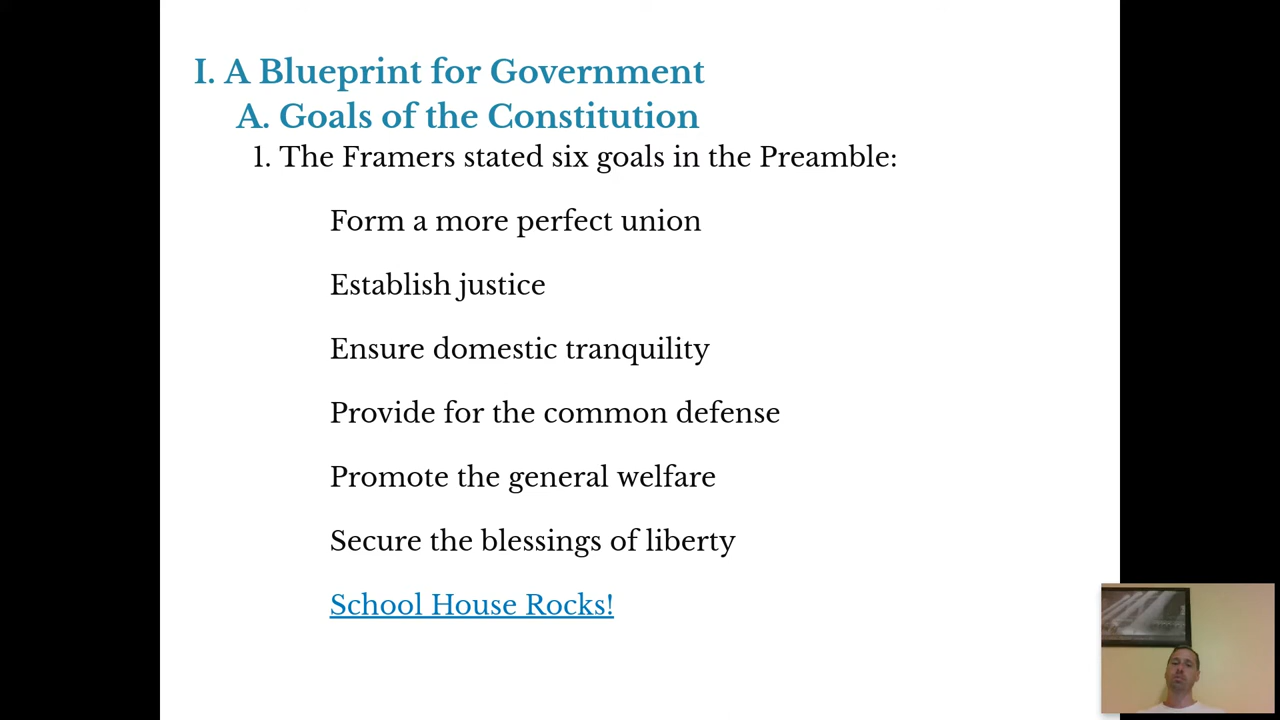 I. A Blueprint for Government
A. Goals of the Constitution
1. The Framers stated six goals in the Preamble:
Form a more perfect union
Establish justice
Ensure domestic tranquility
Provide for the common defense
Promote the general welfare
Secure the blessings of liberty
School House Rocks!